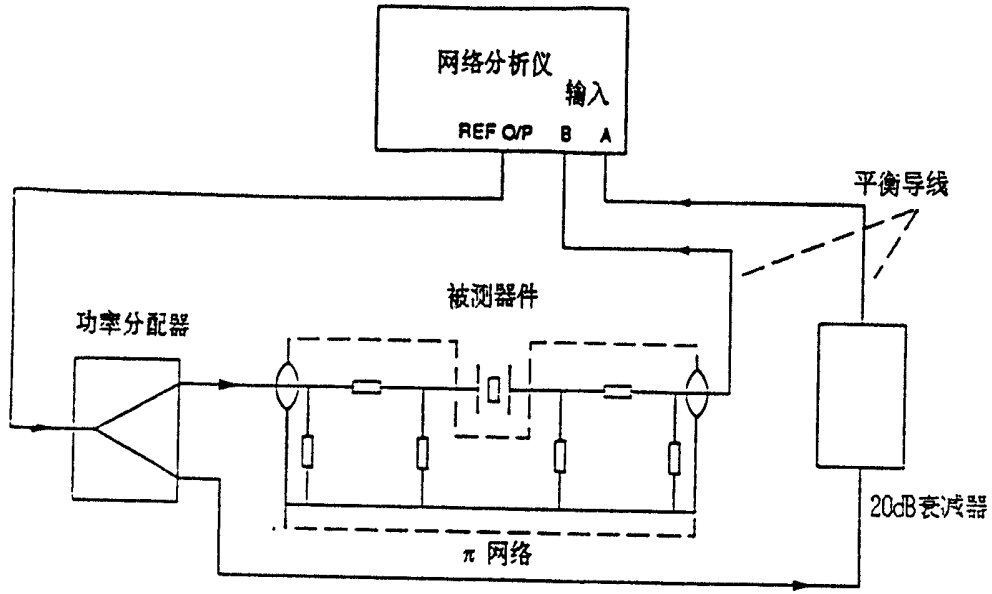 网络分析仪
输入
REF O/P B A
平衡导线
被测器件
功率分配器
20dB衰减器
π 网络